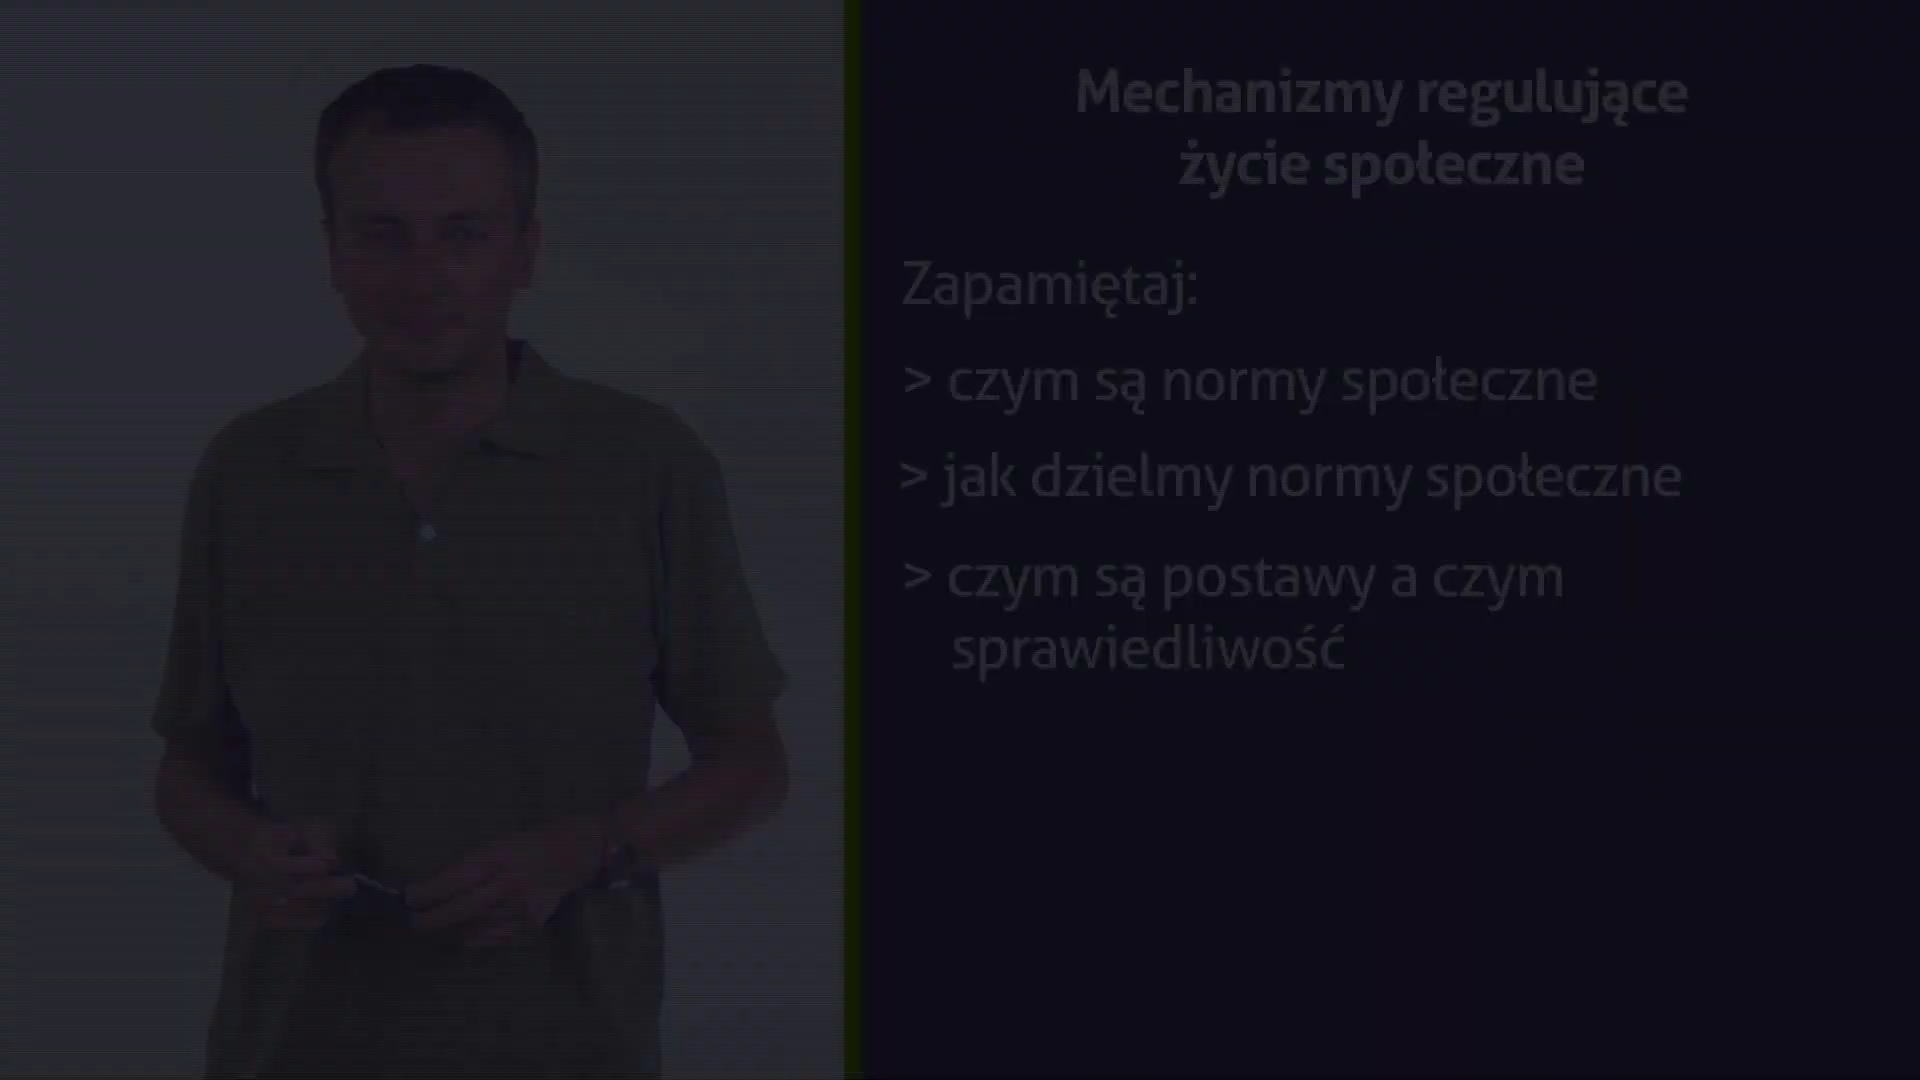 Mechanizmy regulujące
życie społeczne
Zapamiętaj:
> czym są normy społeczne
> jak dzielmy normy społeczne
> czym są postawy a czym
sprawiedliwość